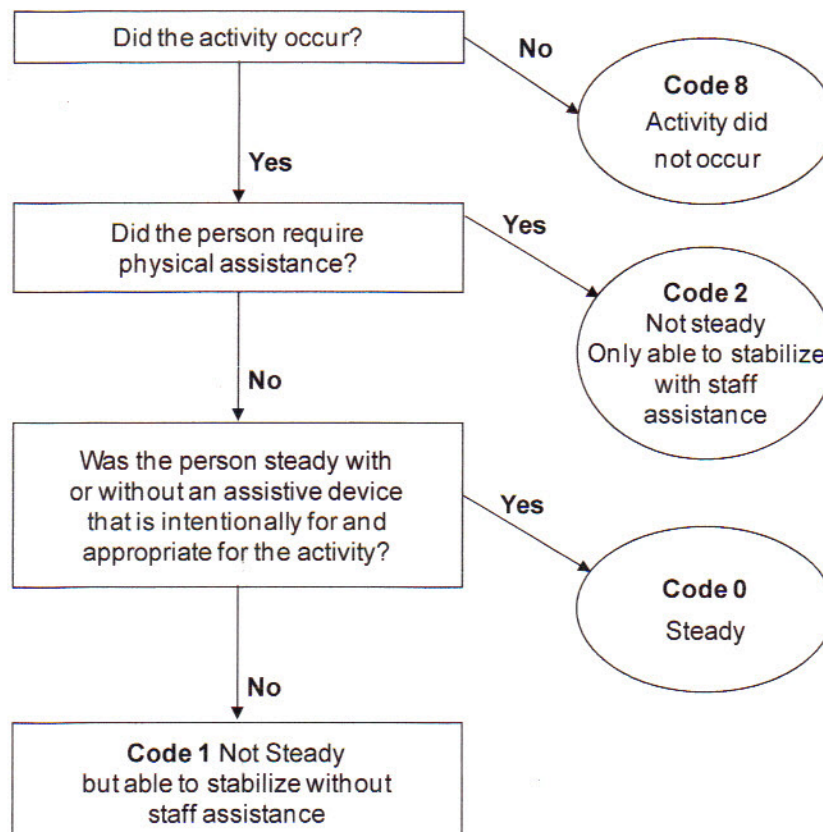 Did the activity occur?
No
Code 8
Activity did
not occur
Yes
Did the person require
physical assistance?
Yes
Code 2
Not steady
Only able to stabilize
with staff
assistance
No
Was the person steady with
or without an assistive device
that is intentionally for and
appropriate for the activity?
Yes
Code 0
Steady
No
Code 1 Not Steady
but able to stabilize without
staff assistance